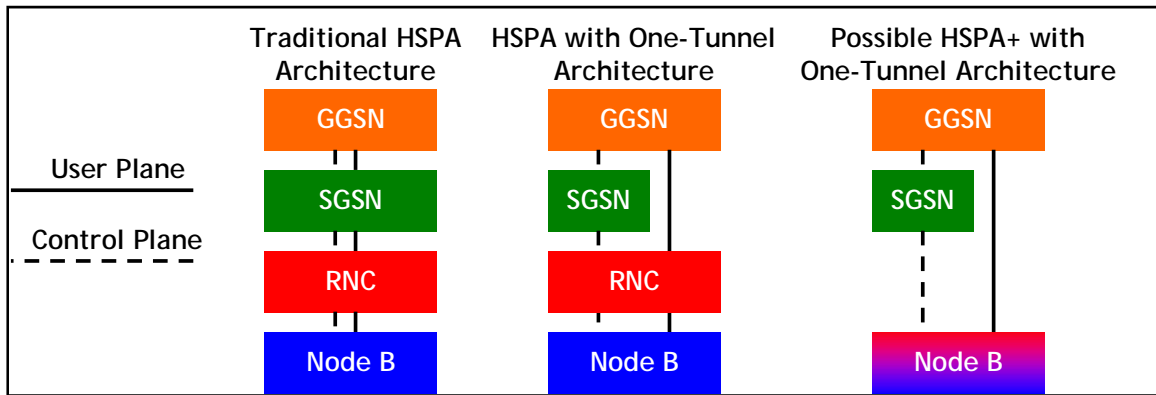 Traditional HSPA
Architecture
HSPA with One-Tunnel
Architecture
Possible HSPA+ with
One-Tunnel Architecture
User Plane
Control Plane
GGSN
SGSN
RNC
Node B
GGSN
SGSN
RNC
Node B
GGSN
SGSN
Node B